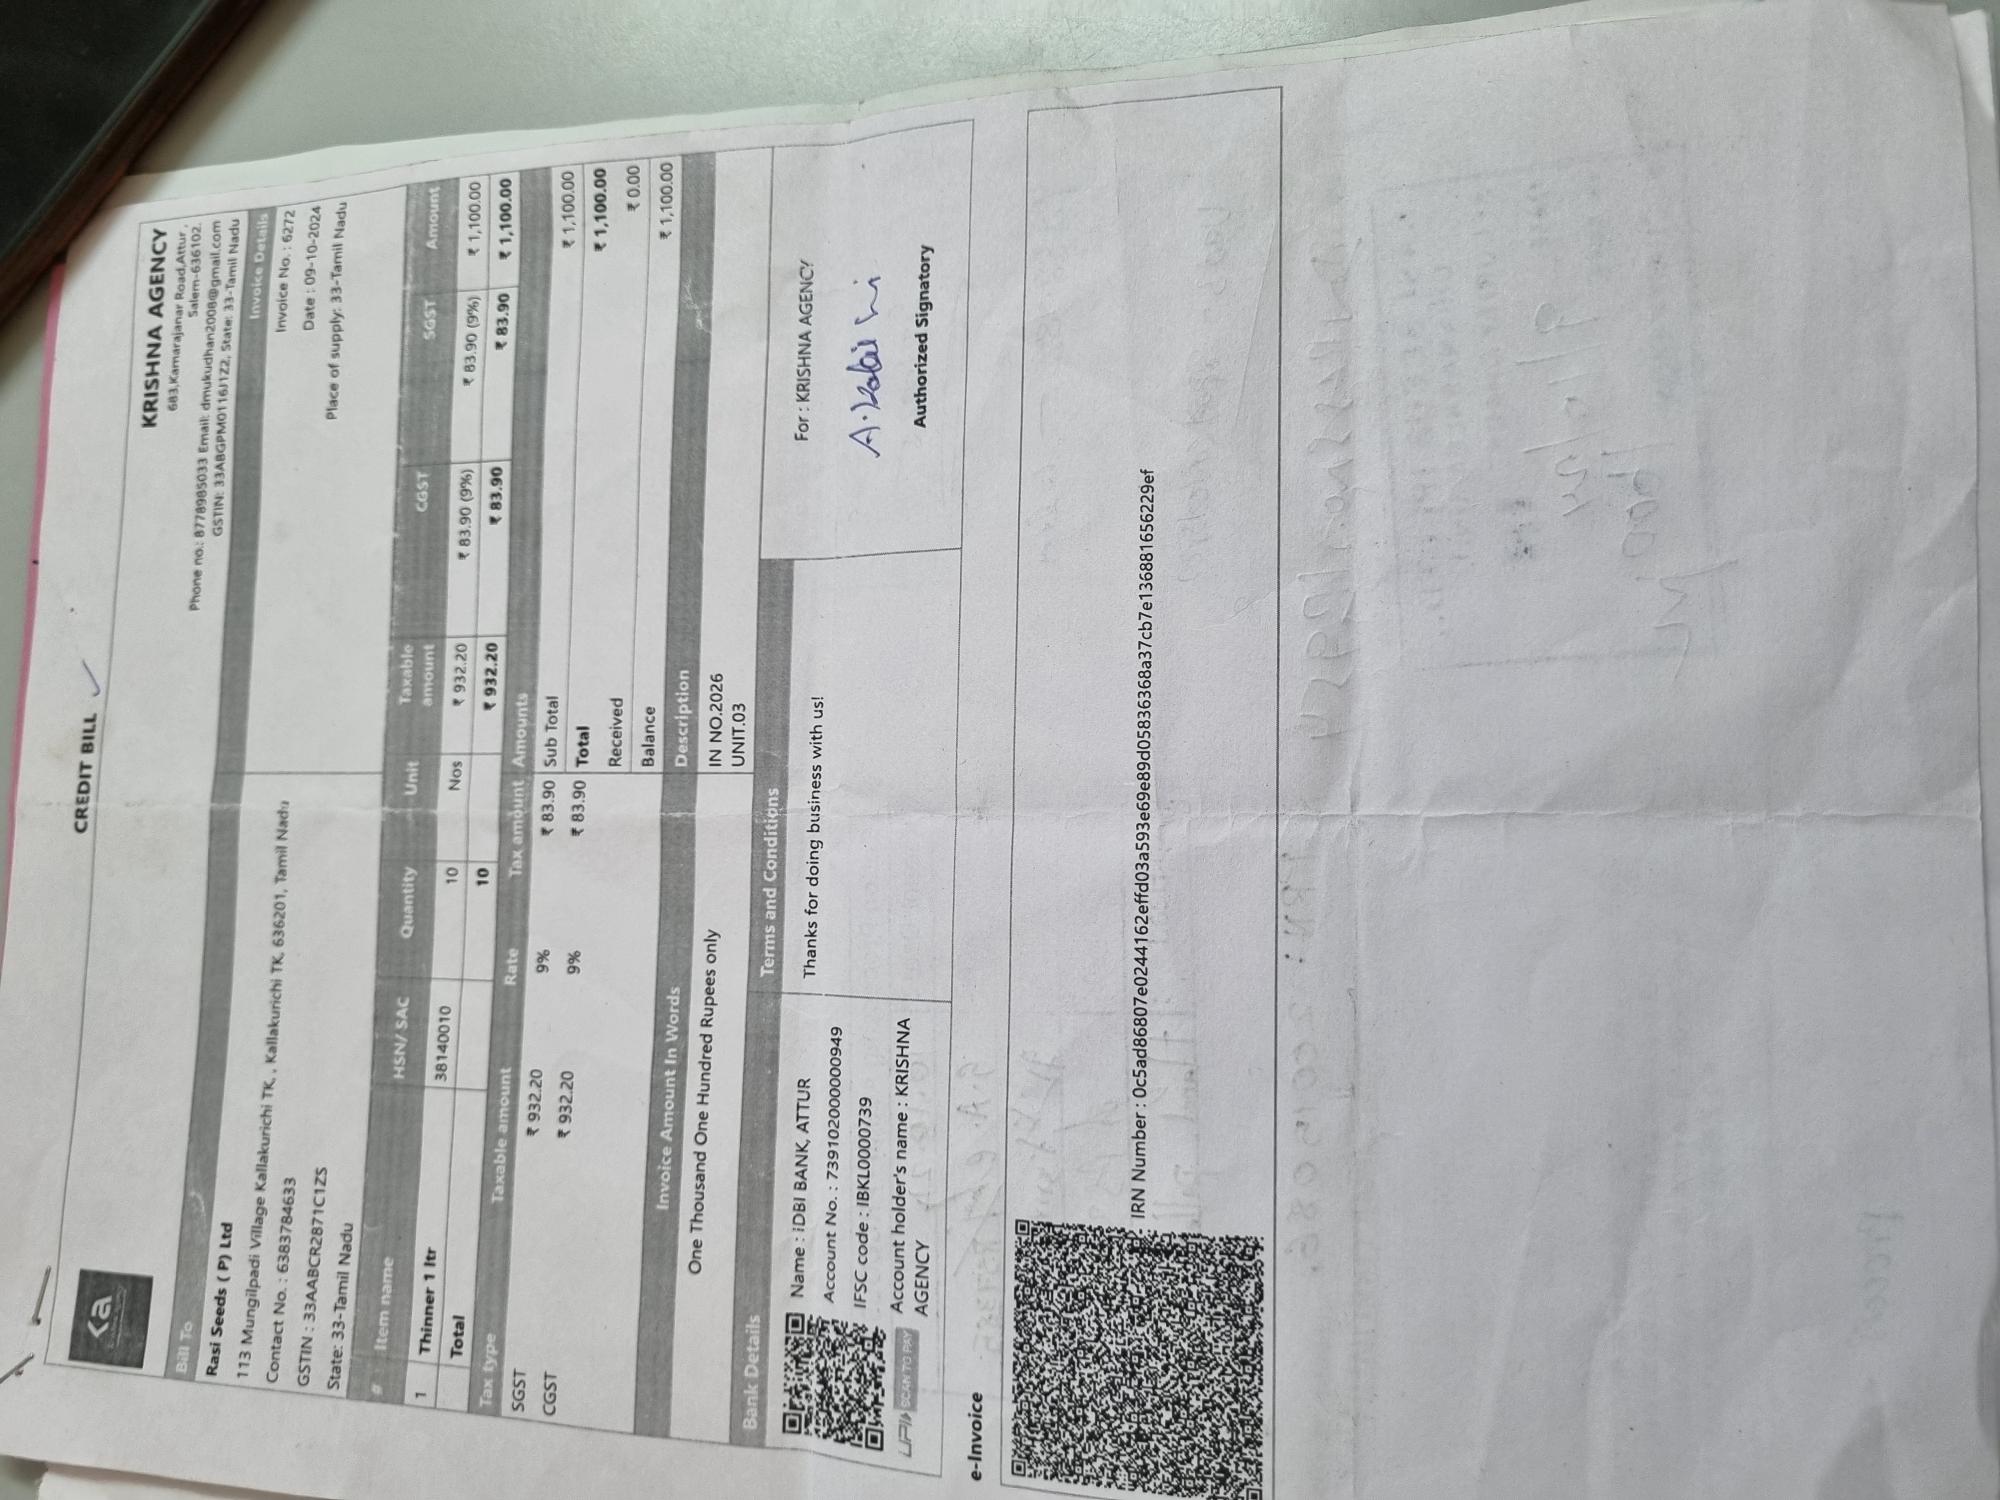 CREDIT BILL
ka
KRISHNA AGENCY
683,Kamarajanar Road,Attur ,
Salem-636102.
Phone no.: 8778985033 Email: dmukudhan2008@gmail.com
GSTIN: 33ABGPM0116J1Z2, State: 33-Tamil Nadu
Bill To
Rasi Seeds ( P) Ltd
113 Mungilpadi Village Kallakurichi TK, , Kallakurichi TK, 636201, Tamil Nadu
Contact No. : 6383784633
GSTIN : 33AABCR2871C1ZS
State: 33-Tamil Nadu
Invoice Details
Invoice No. : 6272
Date : 09-10-2024
Place of supply: 33-Tamil Nadu
# Item name HSN/ SAC Quantity Unit Taxable amount CGST SGST Amount
1 Thinner 1 ltr 38140010 10 Nos ₹ 932.20 ₹ 83.90 (9%) ₹ 83.90 (9%) ₹ 1,100.00
Total 10 ₹ 932.20 ₹ 83.90 ₹ 83.90 ₹ 1,100.00
Tax type Taxable amount Rate Tax amount
SGST ₹ 932.20 9% ₹ 83.90
CGST ₹ 932.20 9% ₹ 83.90
Amounts
Sub Total ₹ 1,100.00
Total ₹ 1,100.00
Received ₹ 0.00
Balance ₹ 1,100.00
Invoice Amount In Words
One Thousand One Hundred Rupees only
Description
IN NO.2026
UNIT.03
Bank Details
Name : IDBI BANK, ATTUR
Account No. : 739102000000949
IFSC code : IBKL0000739
Account holder's name : KRISHNA
AGENCY
UPI SCAN TO PAY
Terms and Conditions
Thanks for doing business with us!
For : KRISHNA AGENCY
Authorized Signatory
e-Invoice
IRN Number : 0c5ad86807e0244162effd03a593e69e89d05836368a37cb7e136881656229ef